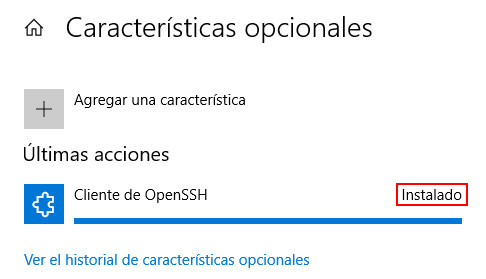 Características opcionales
Agregar una característica
Últimas acciones
Cliente de OpenSSH Instalado
Ver el historial de características opcionales